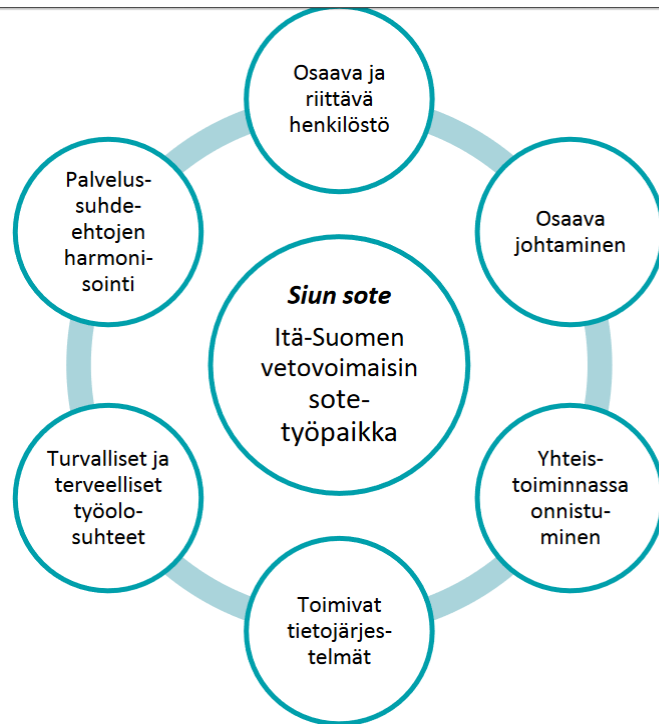 Osaava ja
riittävä
henkilöstö
Osaava
johtaminen
Yhteis-
toiminnassa
onnistu-
minen
Toimivat
tietojärjes-
telmät
Turvalliset ja
terveelliset
työolo-
suhteet
Palvelus-
suhde-
ehtojen
harmoni-
sointi
Siun sote
Itä-Suomen
vetovoimaisin
sote-
työpaikka